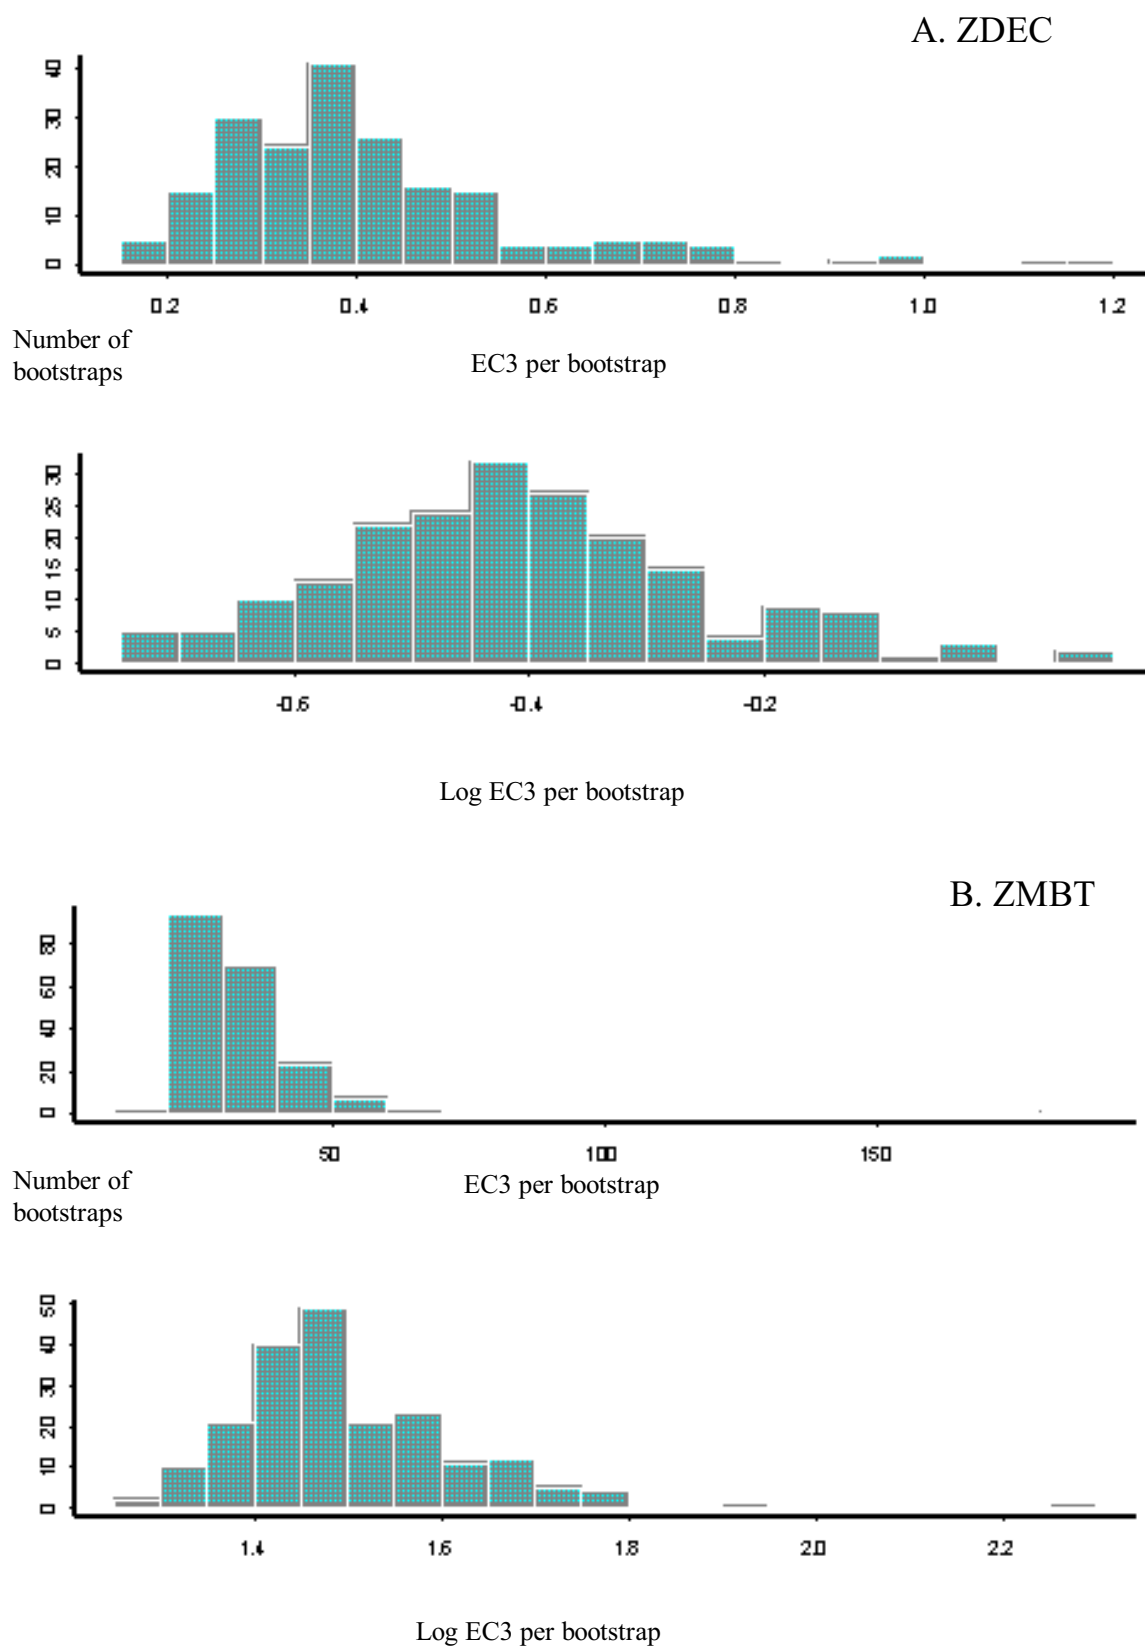 A. ZDEC
40
30
20
10
0
0.2 0.4 0.6 0.8 1.0 1.2
Number of
bootstraps
EC3 per bootstrap
30
25
20
15
10
5
0
-0.6 -0.4 -0.2
Log EC3 per bootstrap
B. ZMBT
80
60
40
20
0
50 100 150
Number of
bootstraps
EC3 per bootstrap
50
40
30
20
10
0
1.4 1.6 1.8 2.0 2.2
Log EC3 per bootstrap